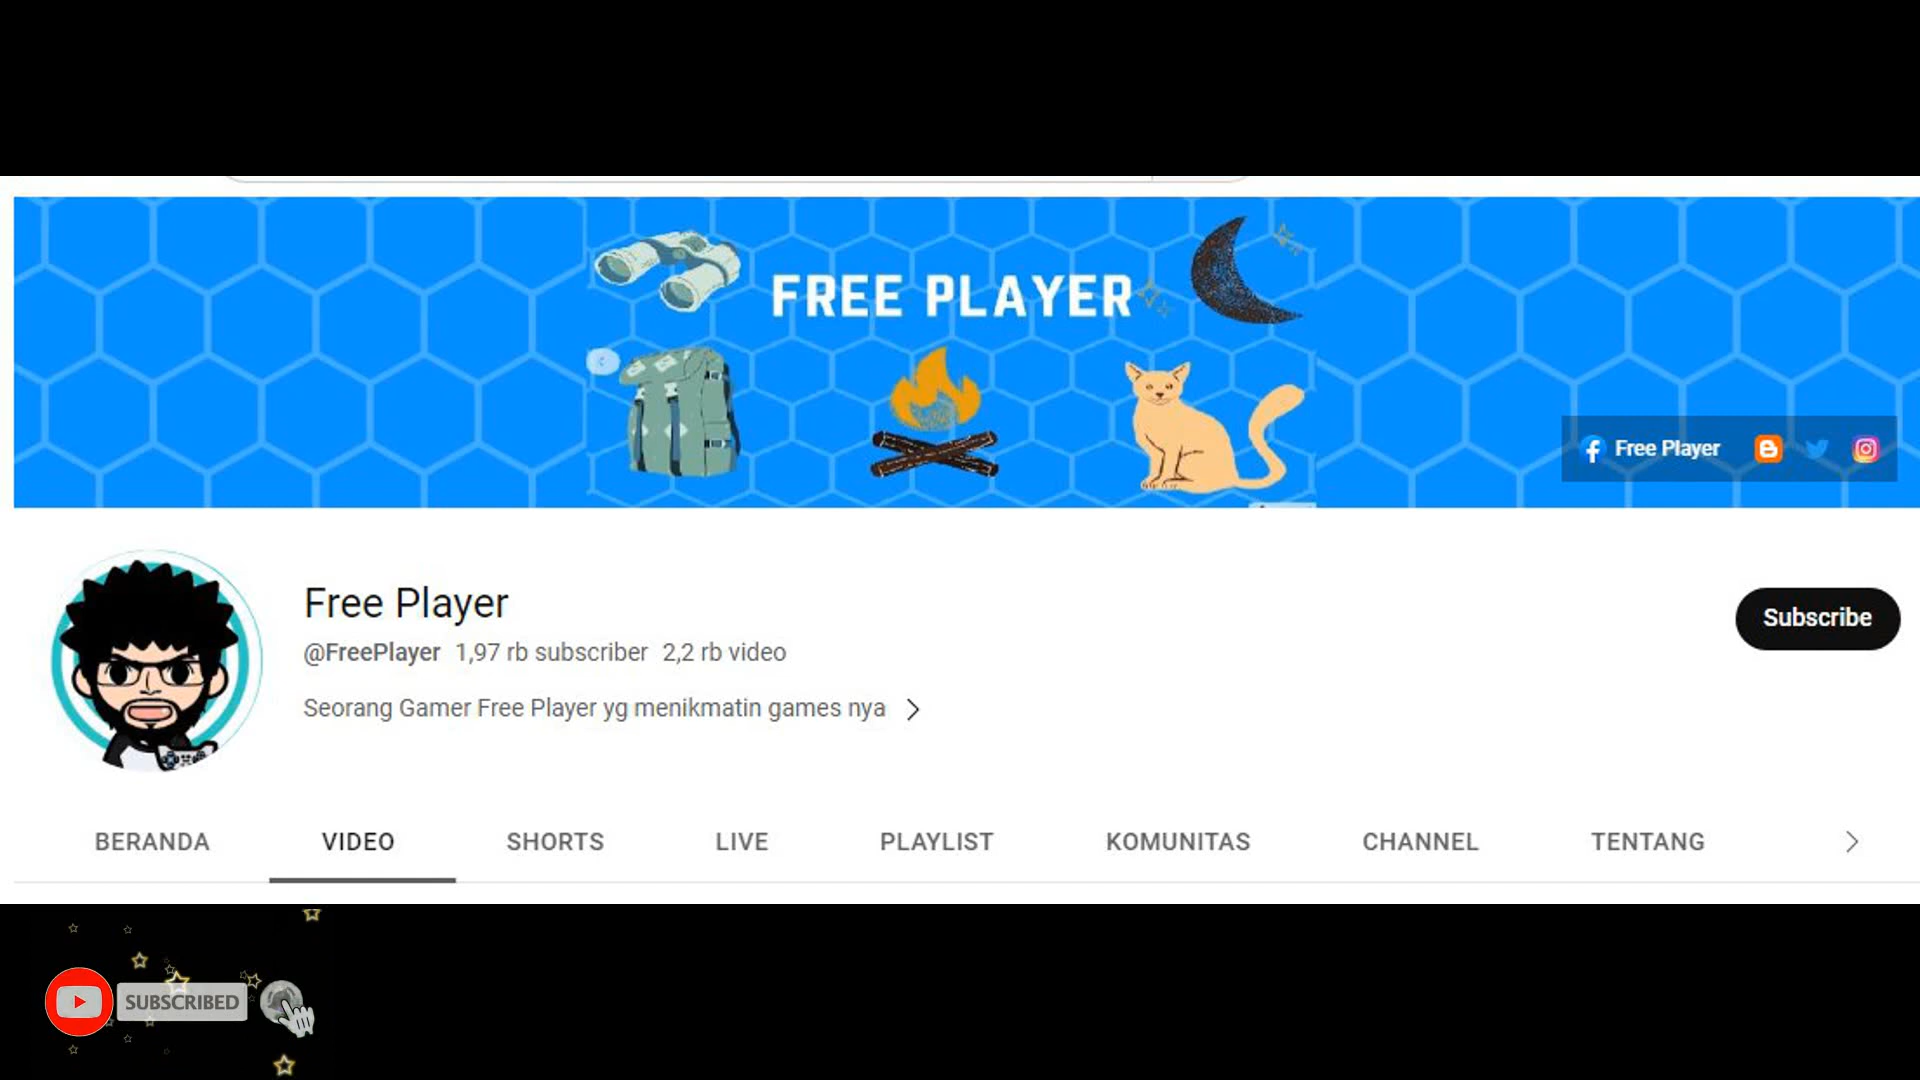 FREE PLAYER
Free Player
Free Player
@FreePlayer 1,97 rb subscriber 2,2 rb video
Subscribe
Seorang Gamer Free Player yg menikmatin games nya
BERANDA VIDEO SHORTS LIVE PLAYLIST KOMUNITAS CHANNEL TENTANG
SUBSCRIBED